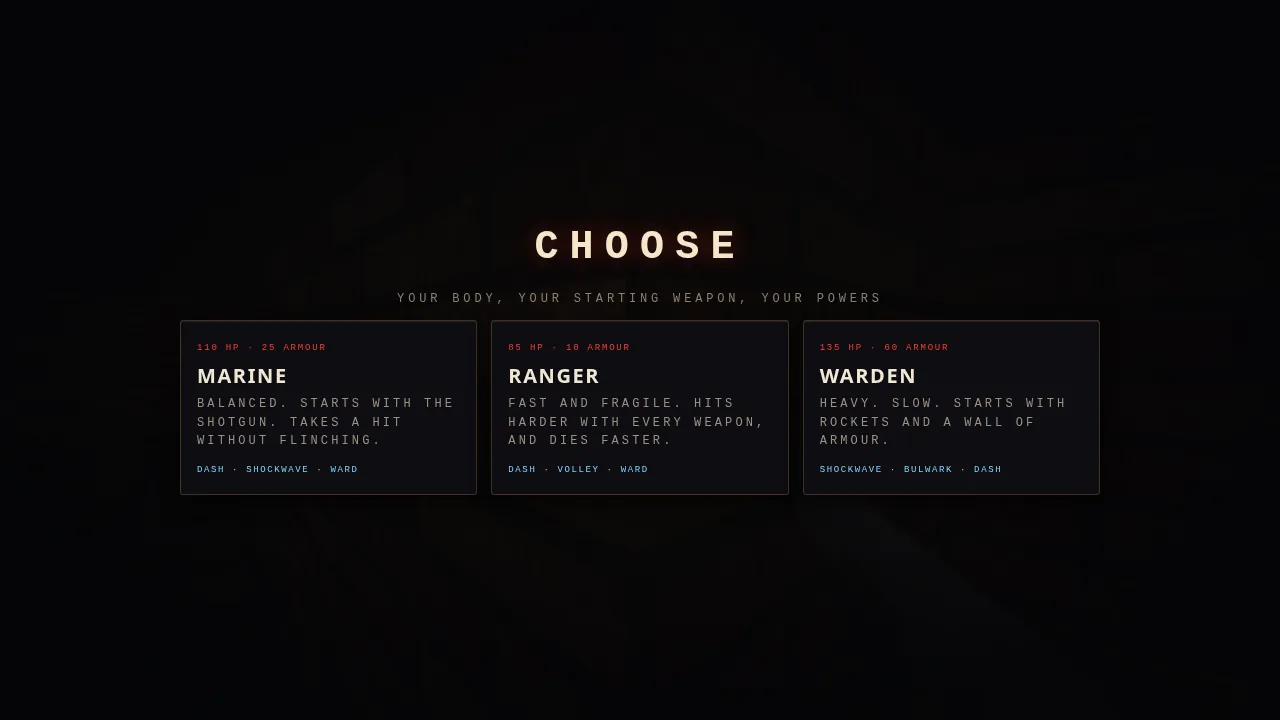 CHOOSE
YOUR BODY, YOUR STARTING WEAPON, YOUR POWERS
110 HP · 25 ARMOUR
MARINE
BALANCED. STARTS WITH THE
SHOTGUN. TAKES A HIT
WITHOUT FLINCHING.
DASH · SHOCKWAVE · WARD
85 HP · 10 ARMOUR
RANGER
FAST AND FRAGILE. HITS
HARDER WITH EVERY WEAPON,
AND DIES FASTER.
DASH · VOLLEY · WARD
135 HP · 60 ARMOUR
WARDEN
HEAVY. SLOW. STARTS WITH
ROCKETS AND A WALL OF
ARMOUR.
SHOCKWAVE · BULWARK · DASH